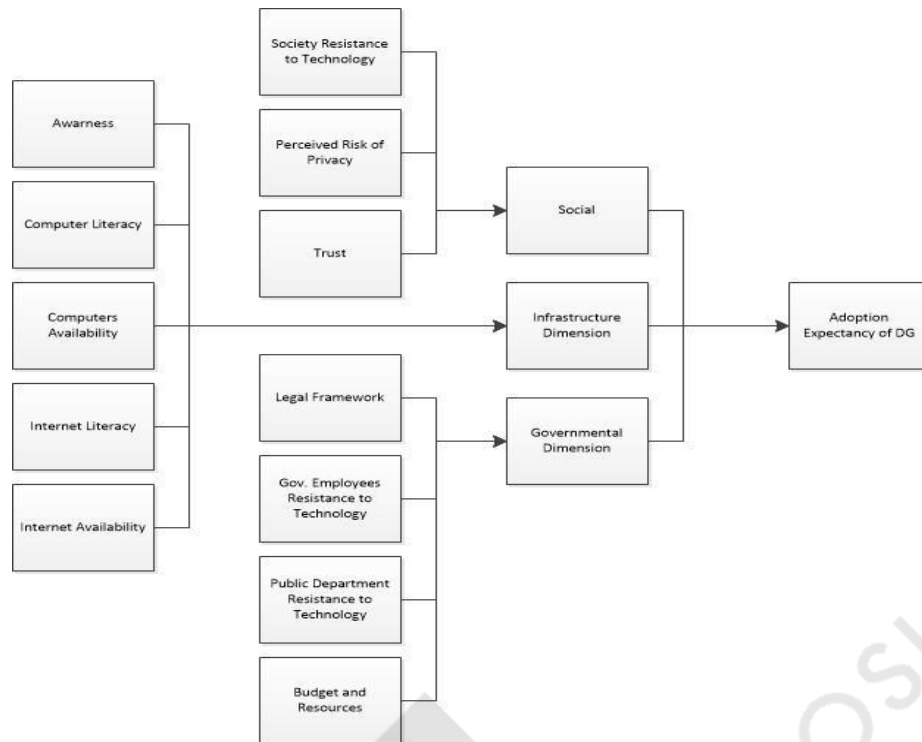 Society Resistance
to Technology
Awarness
Perceived Risk of
Privacy
Computer Literacy
Social
Trust
Computers
Availability
Infrastructure
Dimension
Adoption
Expectancy of DG
Legal Framework
Internet Literacy
Governmental
Dimension
Gov. Employees
Resistance to
Technology
Internet Availability
Public Department
Resistance to
Technology
Budget and
Resources